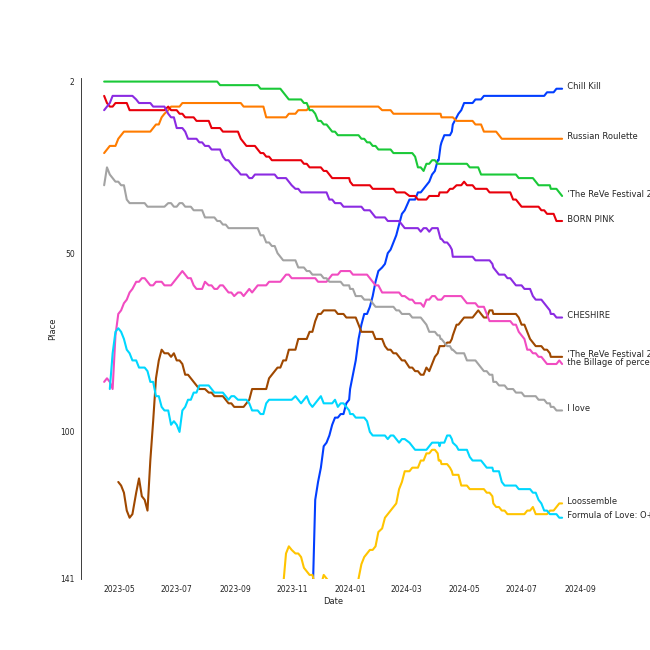 2
50
100
141
Place
2023-05 2023-07 2023-09 2023-11 2024-01 2024-03 2024-05 2024-07 2024-09
Date
Chill Kill
Russian Roulette
'The ReVe Festival 2
BORN PINK
CHESHIRE
'The ReVe Festival 2
the Billage of perce
I love
Loossemble
Formula of Love: O+